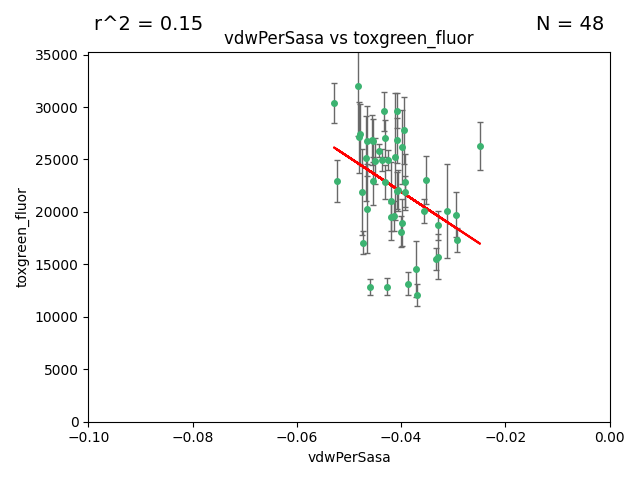 r^2 = 0.15
N = 48
vdwPerSasa vs toxgreen_fluor
35000
30000
25000
20000
15000
10000
5000
0
toxgreen_fluor
−0.10
−0.08
−0.06
−0.04
−0.02
0.00
vdwPerSasa